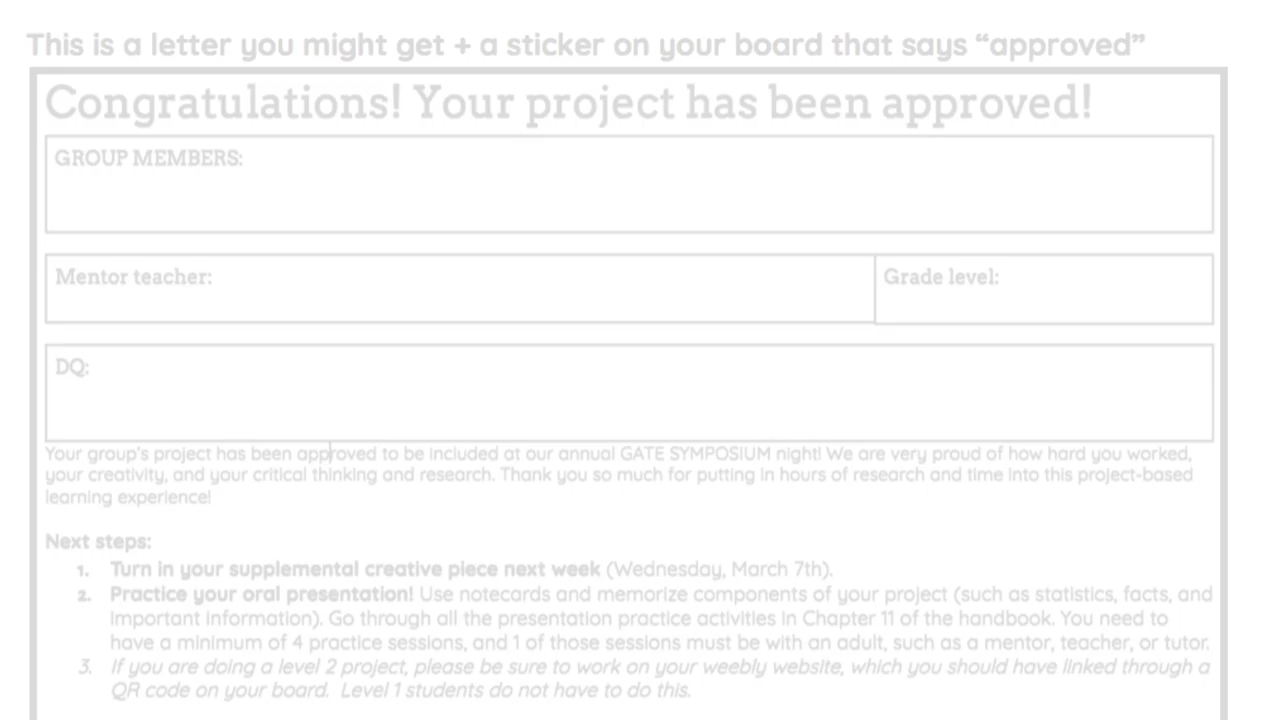 This is a letter you might get + a sticker on your board that says “approved”
Congratulations! Your project has been approved!
GROUP MEMBERS:
Mentor teacher:
Grade level:
DQ:
Your group's project has been approved to be included at our annual GATE SYMPOSIUM night! We are very proud of how hard you worked,
your creativity, and your critical thinking and research. Thank you so much for putting in hours of research and time into this project-based
learning experience!
Next steps:
1. Turn in your supplemental creative piece next week (Wednesday, March 7th).
2. Practice your oral presentation! Use notecards and memorize components of your project (such as statistics, facts, and
important information). Go through all the presentation practice activities in Chapter 11 of the handbook. You need to
have a minimum of 4 practice sessions, and 1 of those sessions must be with an adult, such as a mentor, teacher, or tutor.
3. If you are doing a level 2 project, please be sure to work on your weebly website, which you should have linked through a
QR code on your board. Level 1 students do not have to do this.